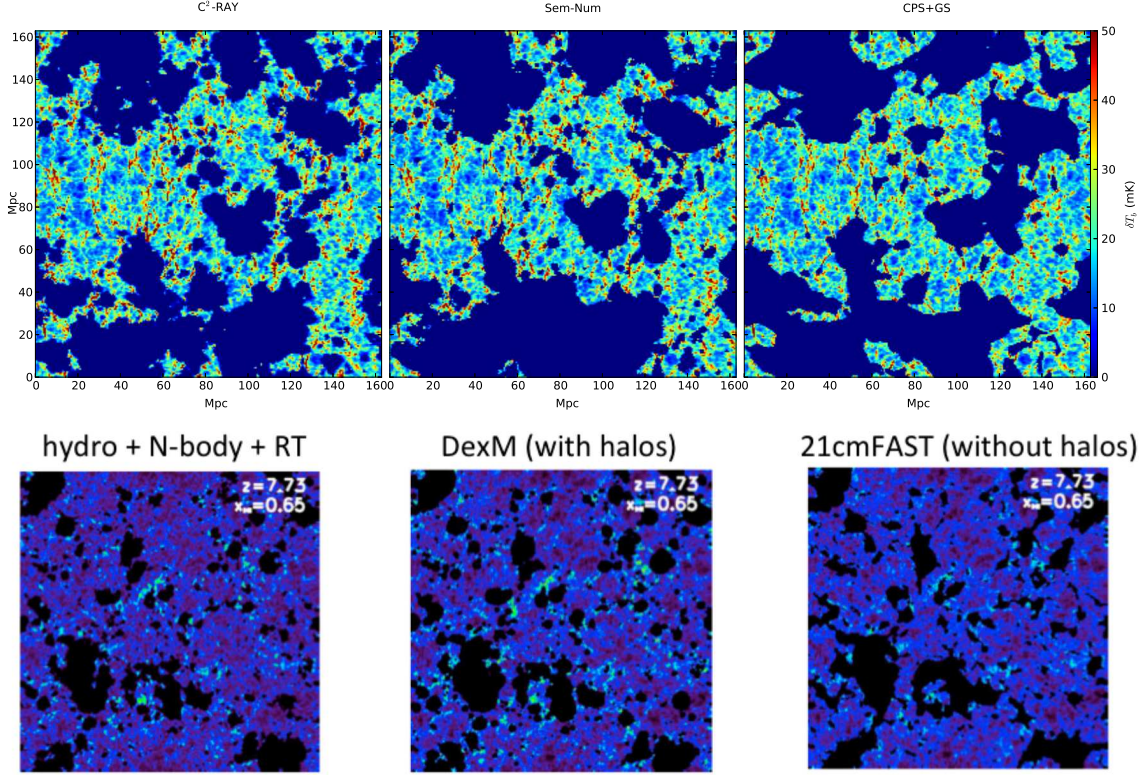 C²-RAY Sem-Num CPS+GS
160
140
120
100
80
60
40
20
0
Mpc
50
40
30
20
10
0
δT_b (mK)
0 20 40 60 80 100 120 140 160 0 20 40 60 80 100 120 140 160 0 20 40 60 80 100 120 140 160
Mpc Mpc Mpc
hydro + N-body + RT DexM (with halos) 21cmFAST (without halos)
z=7.73 z=7.73 z=7.73
x_HI=0.65 x_HI=0.65 x_HI=0.65